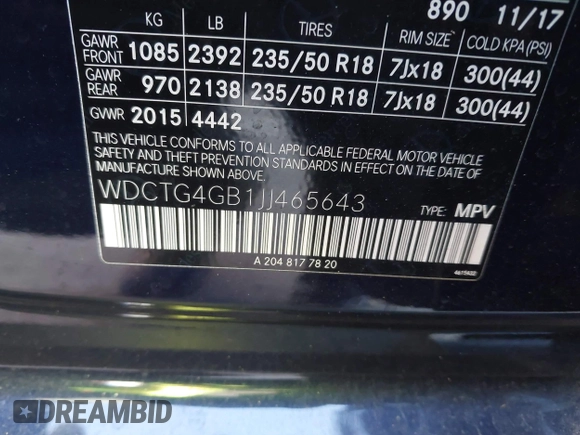 890 11/17
KG LB TIRES RIM SIZE COLD KPA (PSI)
GAWR FRONT 1085 2392 235/50 R18 7Jx18 300(44)
GAWR REAR 970 2138 235/50 R18 7Jx18 300(44)
GVWR 2015 4442
THIS VEHICLE CONFORMS TO ALL APPLICABLE FEDERAL MOTOR VEHICLE
SAFETY AND THEFT PREVENTION STANDARDS IN EFFECT ON THE DATE OF
MANUFACTURE SHOWN ABOVE.
WDCTG4GB1JJ465643 TYPE: MPV
A 204 817 78 20
DREAMBID